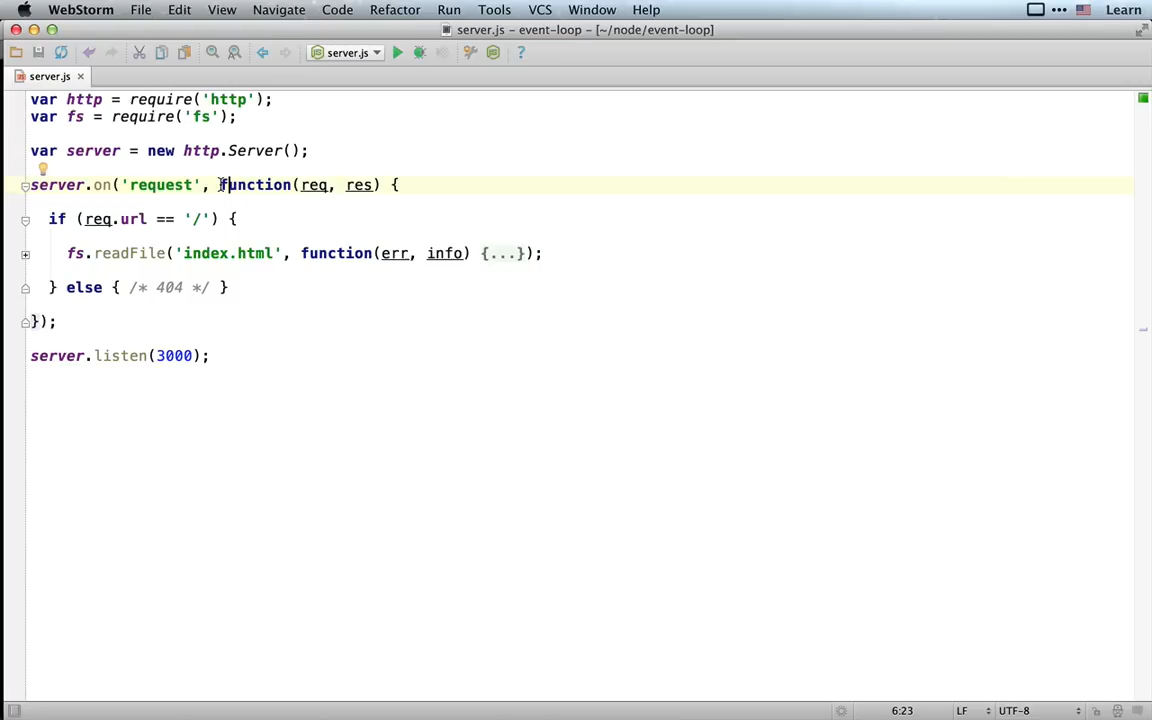 WebStorm File Edit View Navigate Code Refactor Run Tools VCS Window Help Learn
server.js – event-loop – [~/node/event-loop]
server.js
server.js
var http = require('http');
var fs = require('fs');
var server = new http.Server();
server.on('request', function(req, res) {
if (req.url == '/') {
fs.readFile('index.html', function(err, info) {...});
} else { /* 404 */ }
});
server.listen(3000);
6:23 LF UTF-8